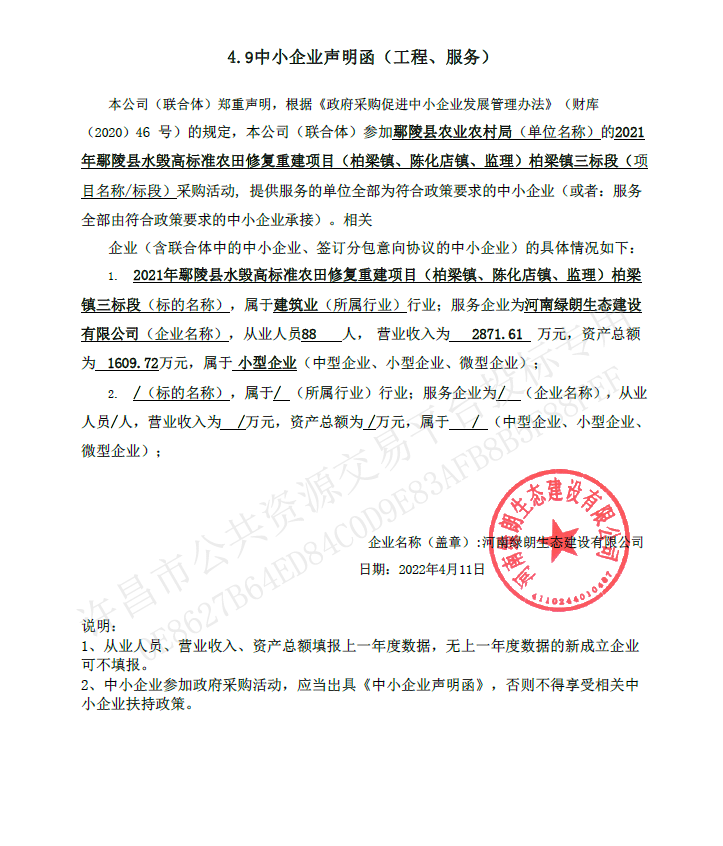 4.9中小企业声明函（工程、服务）
本公司（联合体）郑重声明，根据《政府采购促进中小企业发展管理办法》（财库
（2020）46 号）的规定，本公司（联合体）参加鄢陵县农业农村局（单位名称）的2021
年鄢陵县水毁高标准农田修复重建项目（柏梁镇、陈化店镇、监理）柏梁镇三标段（项
目名称/标段）采购活动，提供服务的单位全部为符合政策要求的中小企业（或者：服务
全部由符合政策要求的中小企业承接）。相关
企业（含联合体中的中小企业、签订分包意向协议的中小企业）的具体情况如下：
1. 2021年鄢陵县水毁高标准农田修复重建项目（柏梁镇、陈化店镇、监理）柏梁
镇三标段（标的名称），属于建筑业（所属行业）行业；服务企业为河南绿朗生态建设
有限公司（企业名称），从业人员88 人， 营业收入为 2871.61 万元，资产总额
为 1609.72万元，属于 小型企业（中型企业、小型企业、微型企业）；
2. /（标的名称），属于/ （所属行业）行业；服务企业为/ （企业名称），从业
人员/人，营业收入为 /万元，资产总额为 /万元，属于 / （中型企业、小型企业、
微型企业）；
企业名称（盖章）:河南绿朗生态建设有限公司
日期：2022年4月11日
河南绿朗生态建设有限公司
4110244010487
说明：
1、从业人员、营业收入、资产总额填报上一年度数据，无上一年度数据的新成立企业
可不填报。
2、中小企业参加政府采购活动，应当出具《中小企业声明函》，否则不得享受相关中
小企业扶持政策。
许昌市公共资源交易平台投标专用